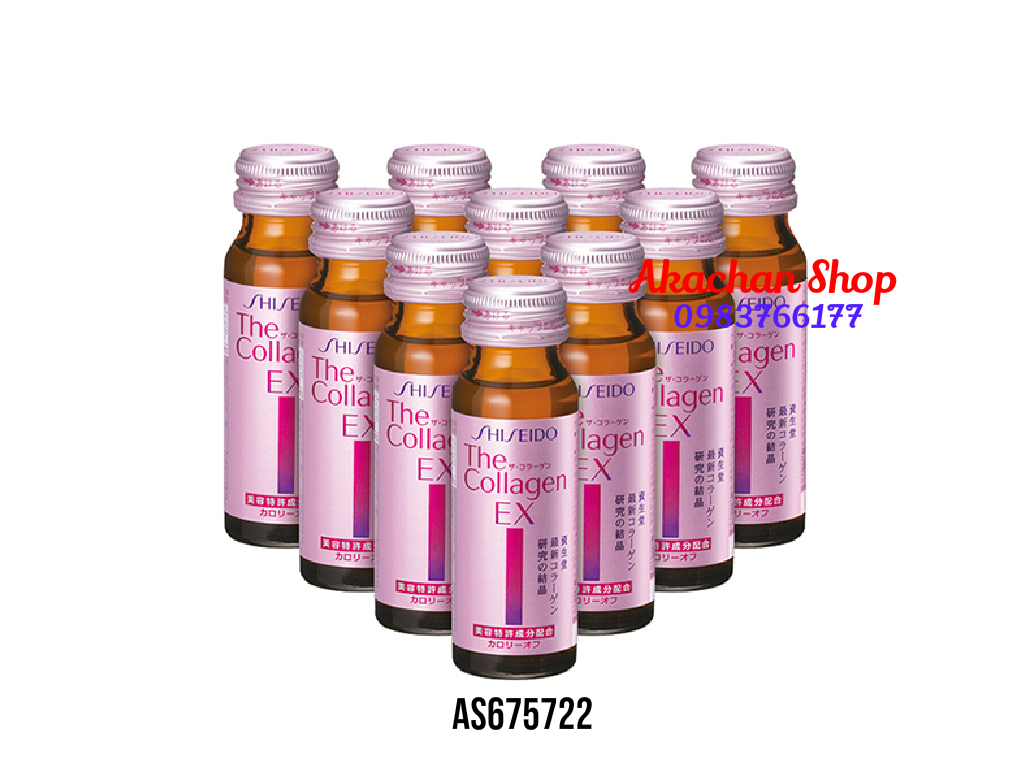 Akachan Shop
0983766177
SHISEIDO
The
ザ・コラーゲン
Collagen
EX
資生堂
最新コラーゲン
研究の結晶
美容特許成分配合
カロリーオフ
AS675722